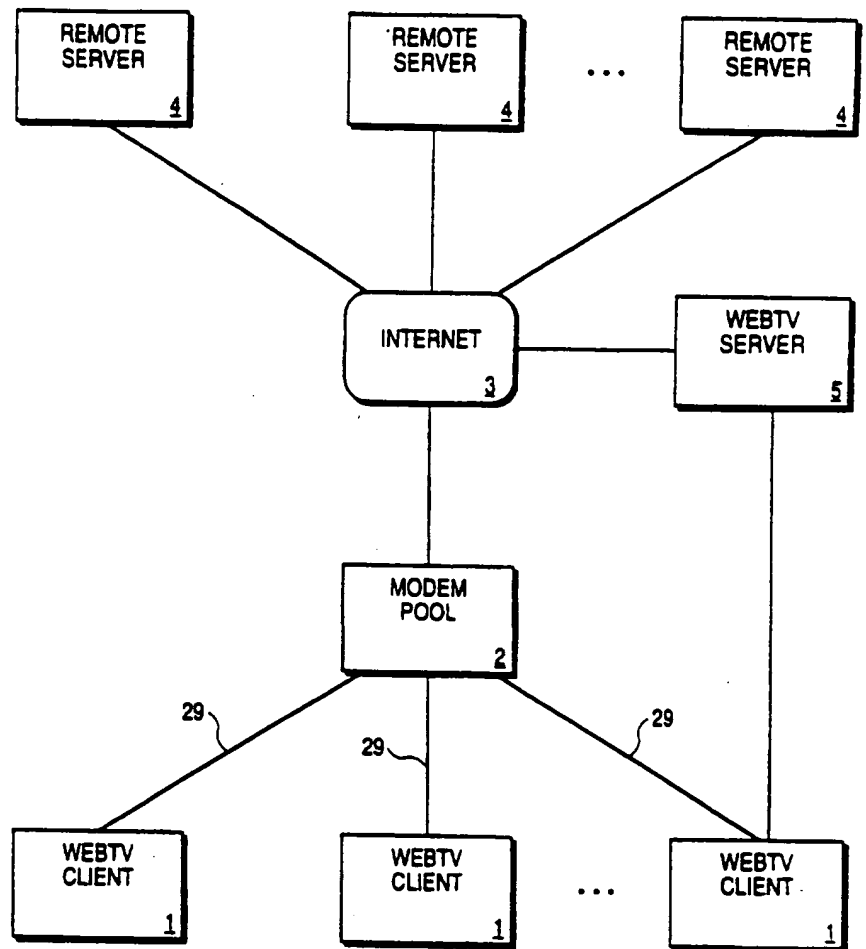 REMOTE
SERVER
4
REMOTE
SERVER
4
...
REMOTE
SERVER
4
INTERNET
3
WEBTV
SERVER
5
MODEM
POOL
2
29
29
29
WEBTV
CLIENT
1
WEBTV
CLIENT
1
...
WEBTV
CLIENT
1